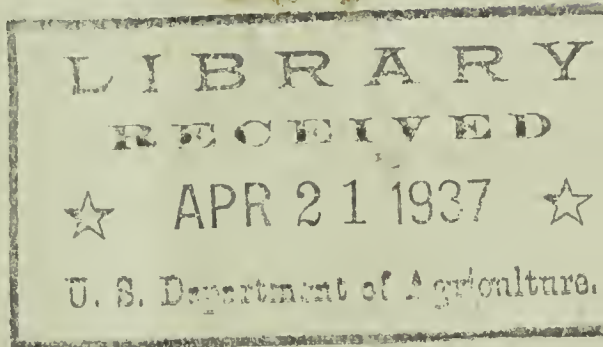 LIBRARY
RECEIVED
☆ APR 21 1937 ☆
U. S. Department of Agriculture.